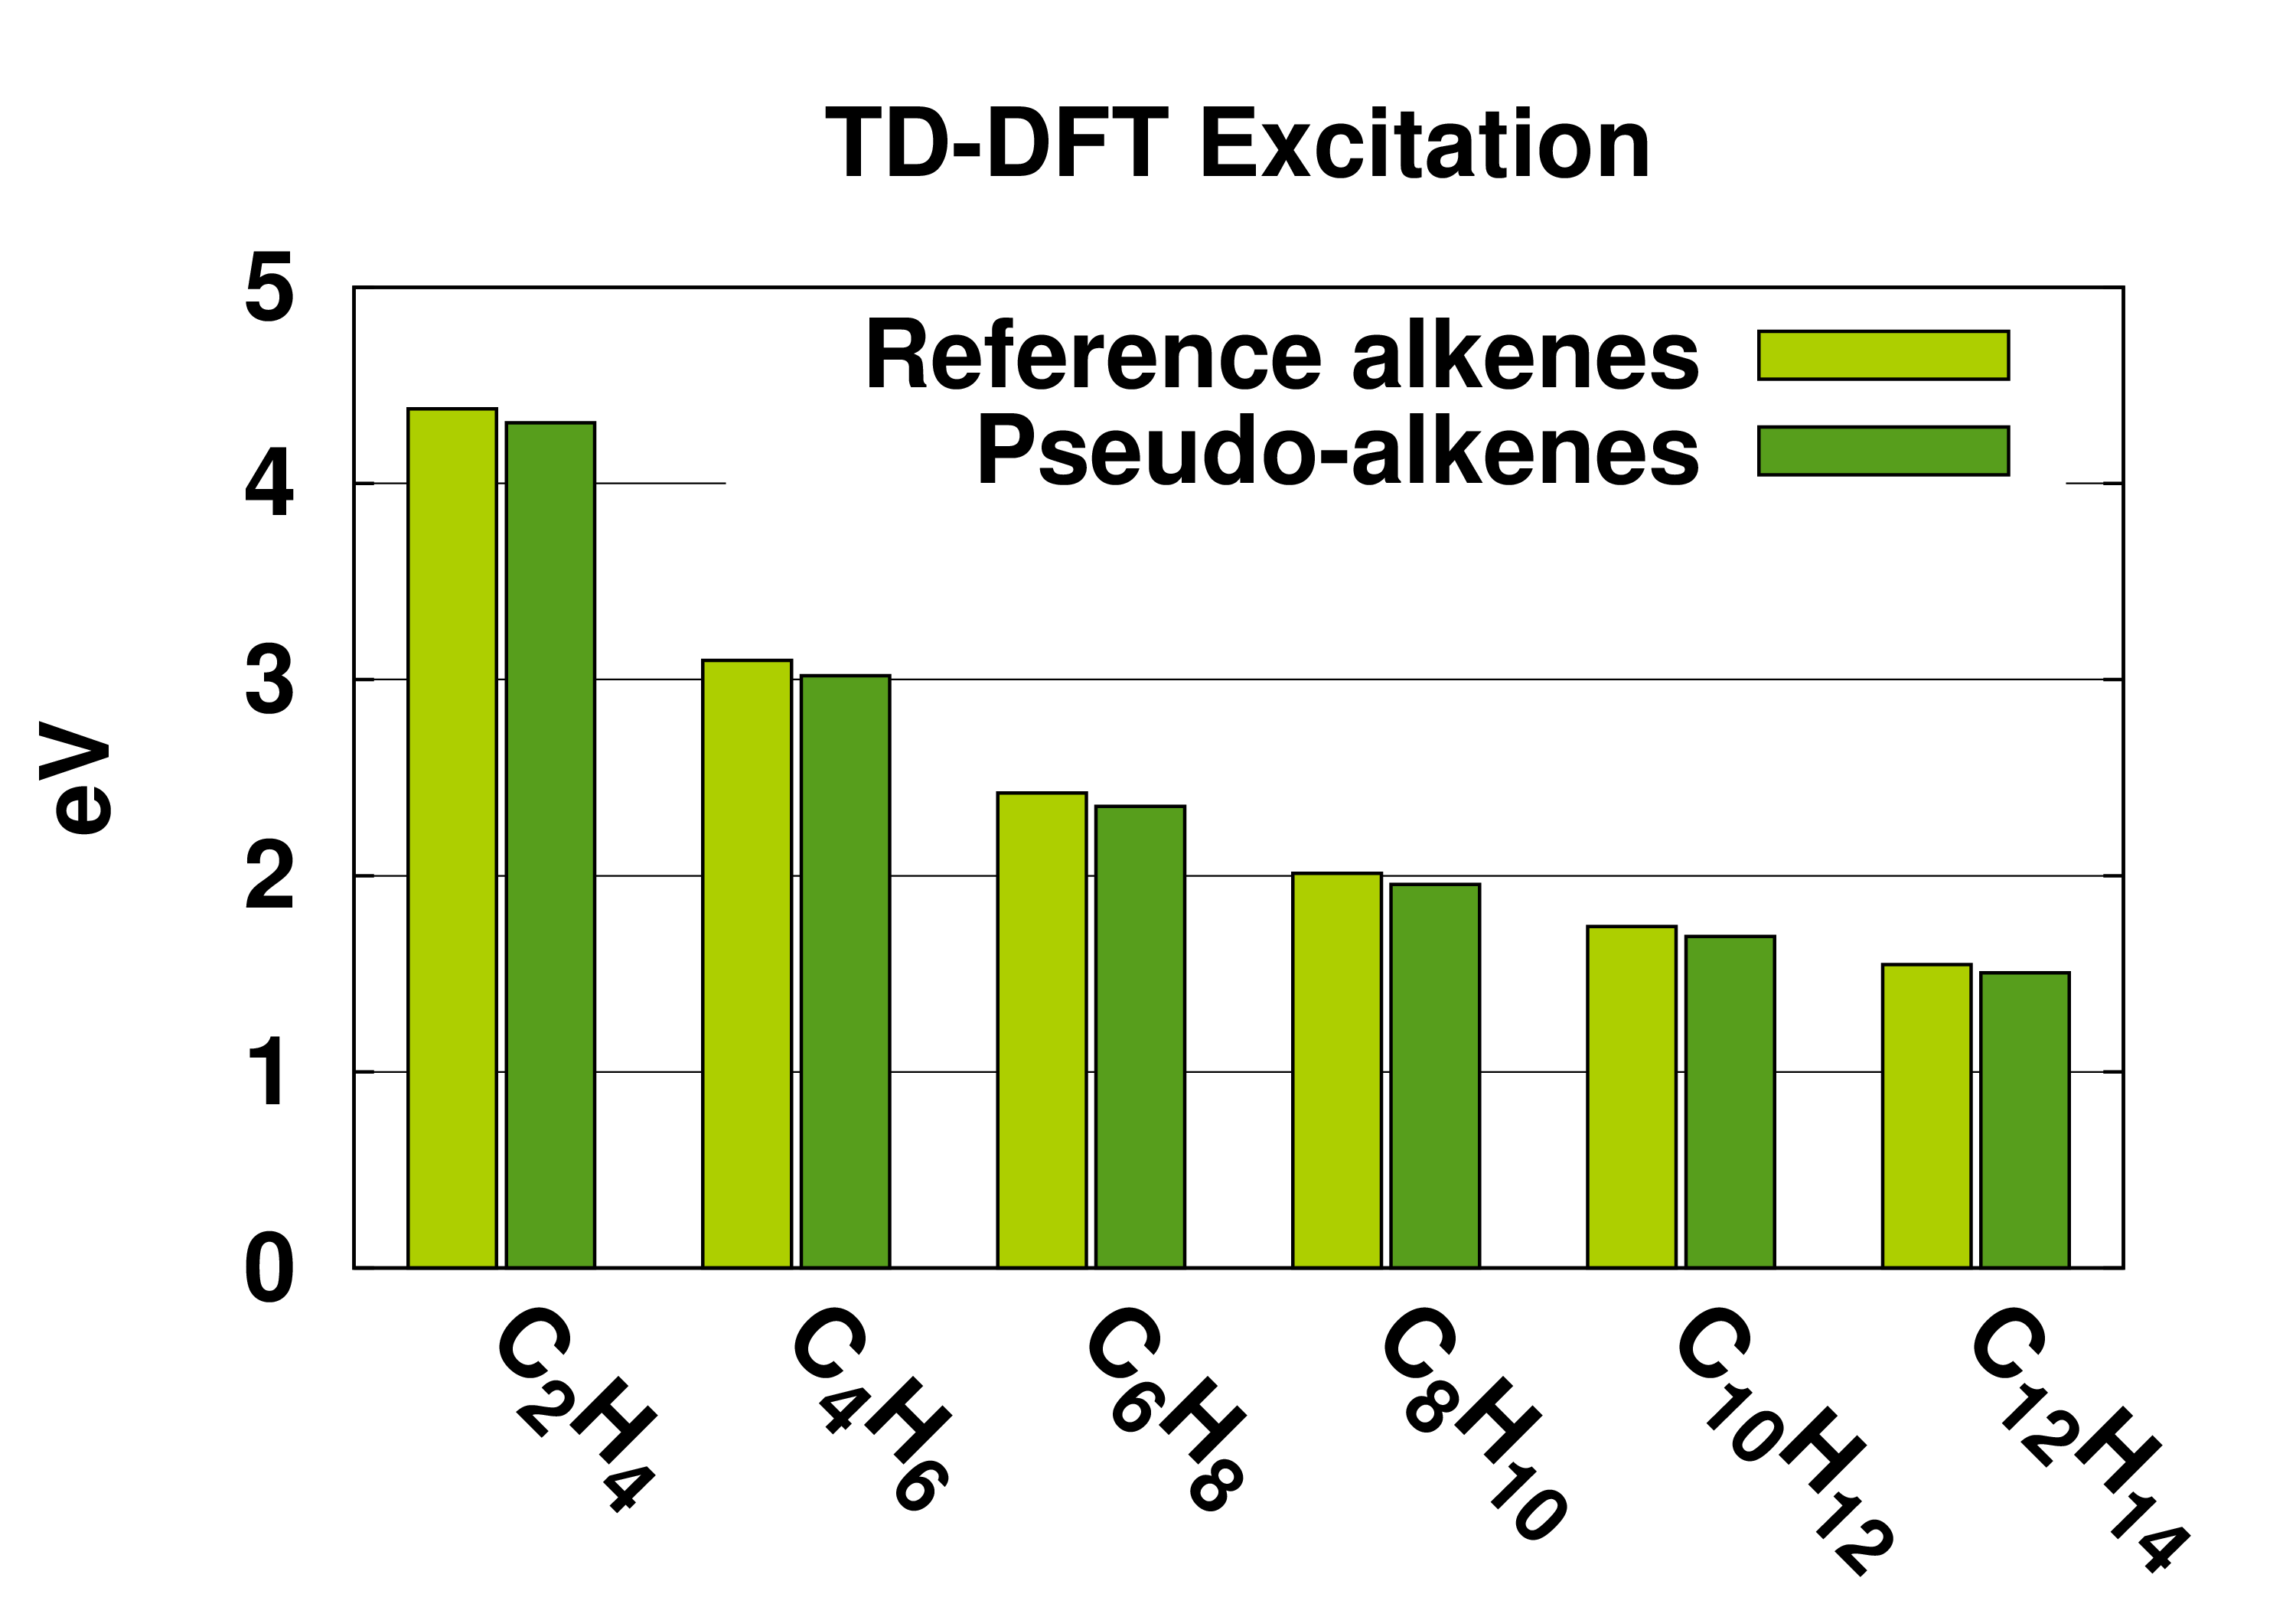 TD-DFT Excitation
5
Reference alkenes
Pseudo-alkenes
4
3
eV
2
1
0
C₂H₄
C₄H₆
C₆H₈
C₈H₁₀
C₁₀H₁₂
C₁₂H₁₄